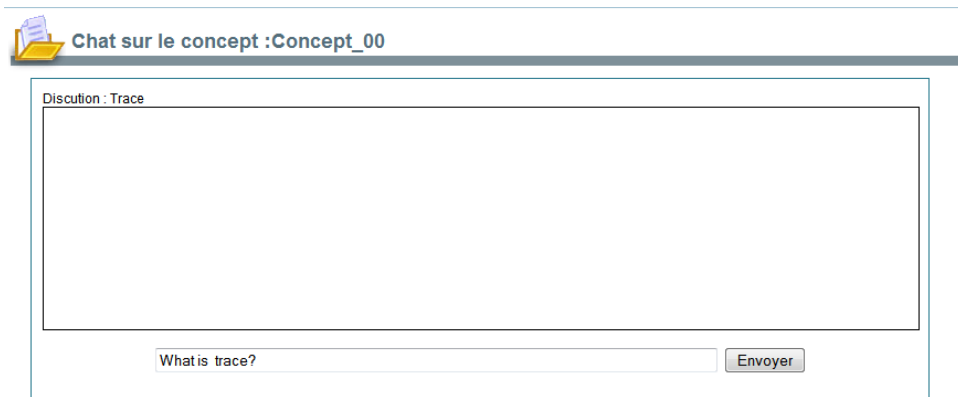 Chat sur le concept :Concept_00
Discution : Trace
What is trace?
Envoyer